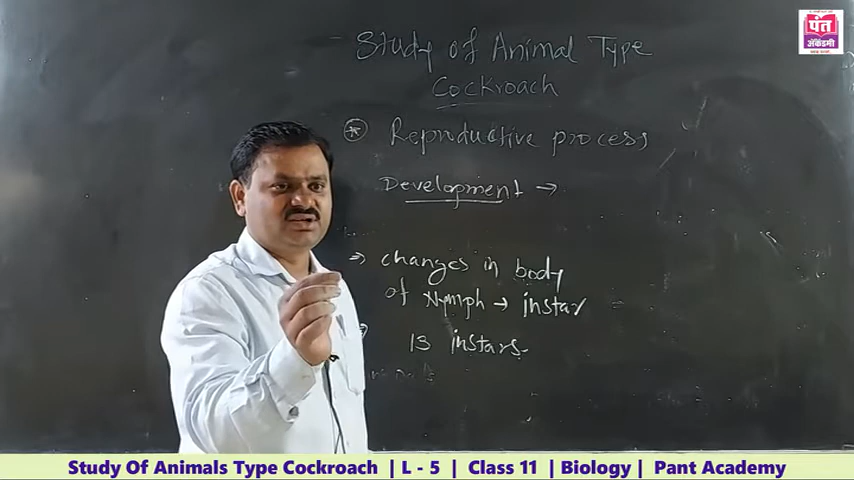 पंत
अकॅडमी
Study of Animal Type
Cockroach
Reproductive process
Development →
⇒ changes in body
of Nymph → instar
13 instars.
Study Of Animals Type Cockroach | L - 5 | Class 11 | Biology | Pant Academy